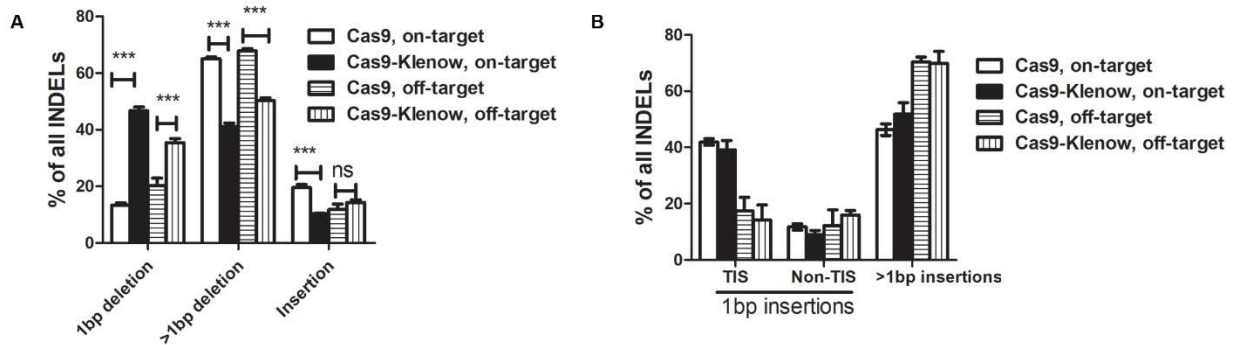 A
% of all INDELs
80
60
40
20
0
***
***
***
***
***
ns
1bp deletion
>1bp deletion
Insertion
Cas9, on-target
Cas9-Klenow, on-target
Cas9, off-target
Cas9-Klenow, off-target
B
% of all INDELs
80
60
40
20
0
TIS
Non-TIS
>1bp insertions
1bp insertions
Cas9, on-target
Cas9-Klenow, on-target
Cas9, off-target
Cas9-Klenow, off-target